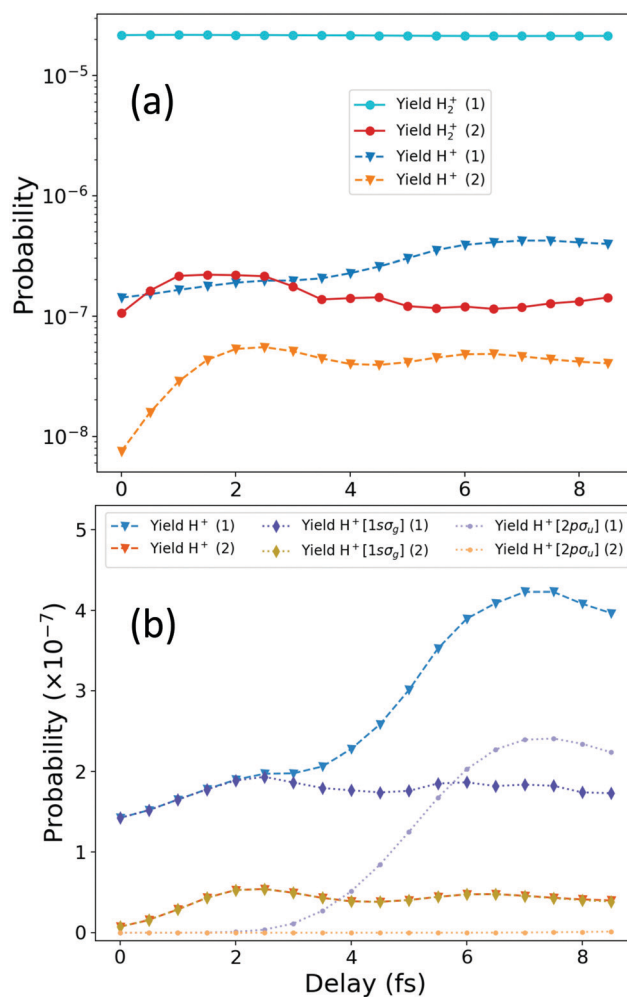 (a)
Yield H₂⁺ (1)
Yield H₂⁺ (2)
Yield H⁺ (1)
Yield H⁺ (2)
Probability
10⁻⁵
10⁻⁶
10⁻⁷
10⁻⁸
0 2 4 6 8
Yield H⁺ (1) Yield H⁺[1sσg] (1) Yield H⁺[2pσu] (1)
Yield H⁺ (2) Yield H⁺[1sσg] (2) Yield H⁺[2pσu] (2)
(b)
Probability (×10⁻⁷)
5
4
3
2
1
0
0 2 4 6 8
Delay (fs)